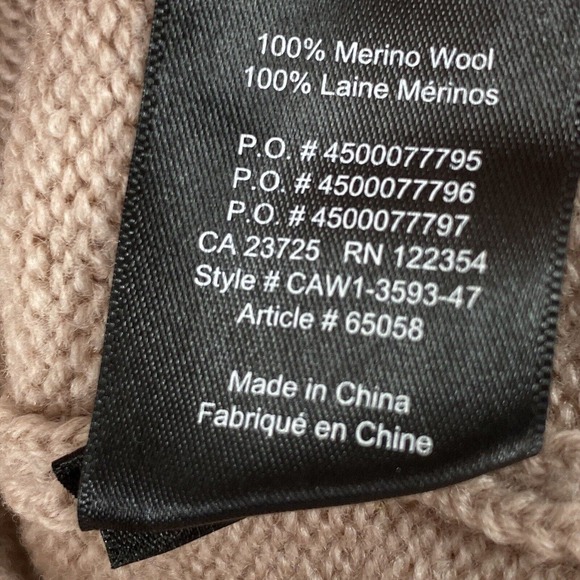 100% Merino Wool
100% Laine Mérinos
P.O. # 4500077795
P.O. # 4500077796
P.O. # 4500077797
CA 23725 RN 122354
Style # CAW1-3593-47
Article # 65058
Made in China
Fabriqué en Chine